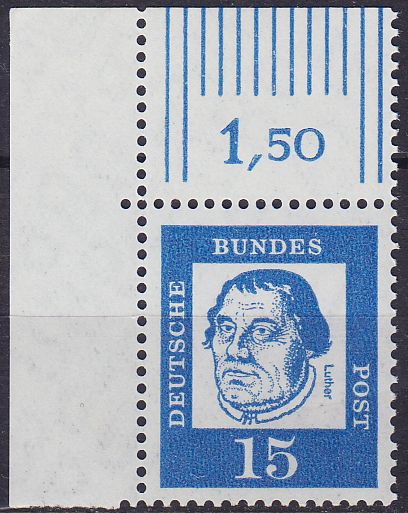 1,50
DEUTSCHE
BUNDES
POST
Luther
15